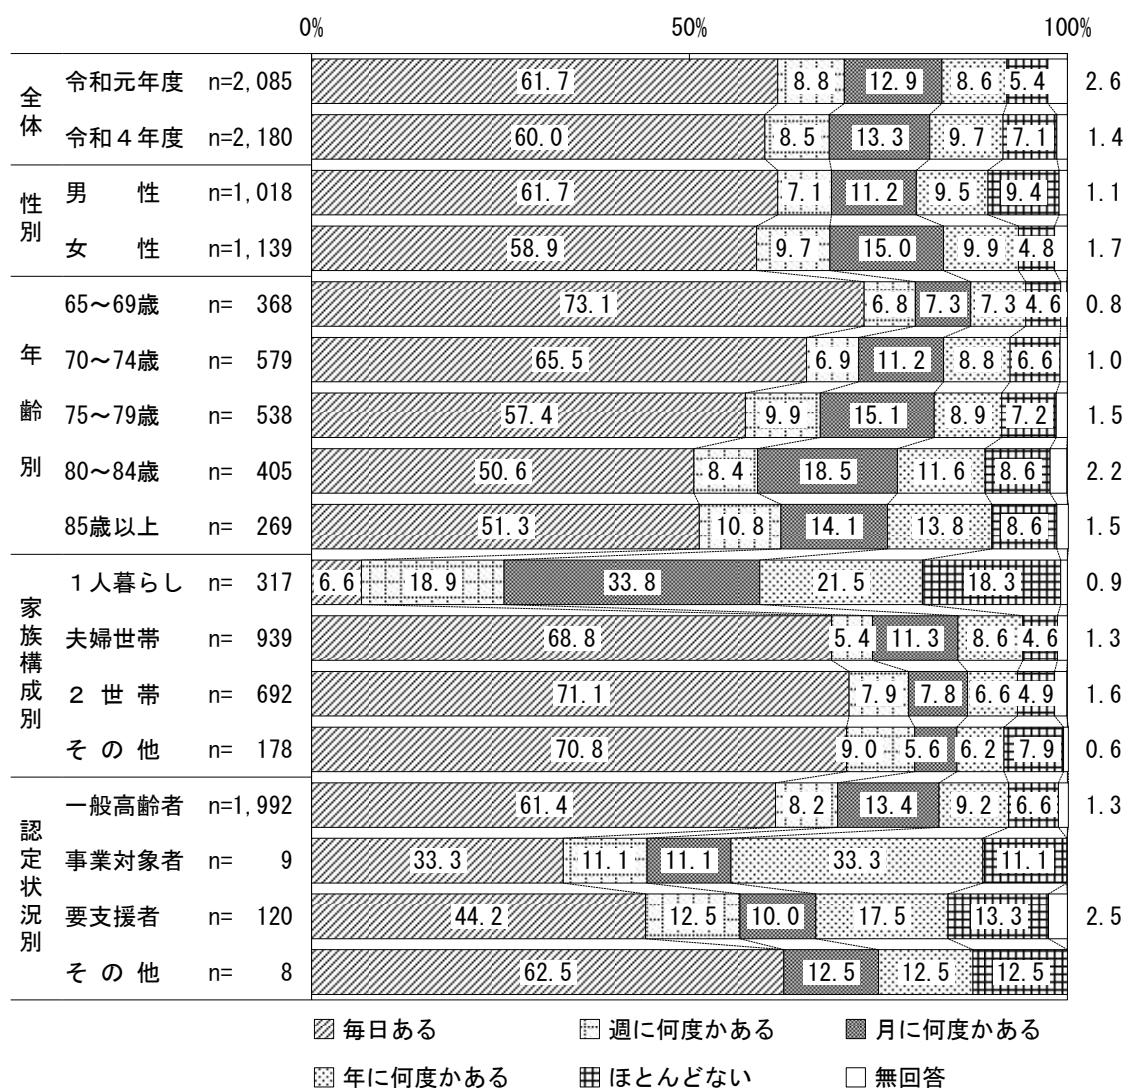 0% 50% 100%
全体
令和元年度 n=2,085 61.7 8.8 12.9 8.6 5.4 2.6
令和４年度 n=2,180 60.0 8.5 13.3 9.7 7.1 1.4
性別
男 性 n=1,018 61.7 7.1 11.2 9.5 9.4 1.1
女 性 n=1,139 58.9 9.7 15.0 9.9 4.8 1.7
年齢別
65～69歳 n= 368 73.1 6.8 7.3 7.3 4.6 0.8
70～74歳 n= 579 65.5 6.9 11.2 8.8 6.6 1.0
75～79歳 n= 538 57.4 9.9 15.1 8.9 7.2 1.5
80～84歳 n= 405 50.6 8.4 18.5 11.6 8.6 2.2
85歳以上 n= 269 51.3 10.8 14.1 13.8 8.6 1.5
家族構成別
１人暮らし n= 317 6.6 18.9 33.8 21.5 18.3 0.9
夫婦世帯 n= 939 68.8 5.4 11.3 8.6 4.6 1.3
２世帯 n= 692 71.1 7.9 7.8 6.6 4.9 1.6
その他 n= 178 70.8 9.0 5.6 6.2 7.9 0.6
認定状況別
一般高齢者 n=1,992 61.4 8.2 13.4 9.2 6.6 1.3
事業対象者 n= 9 33.3 11.1 11.1 33.3 11.1
要支援者 n= 120 44.2 12.5 10.0 17.5 13.3 2.5
その他 n= 8 62.5 12.5 12.5 12.5
毎日ある 週に何度かある 月に何度かある
年に何度かある ほとんどない 無回答